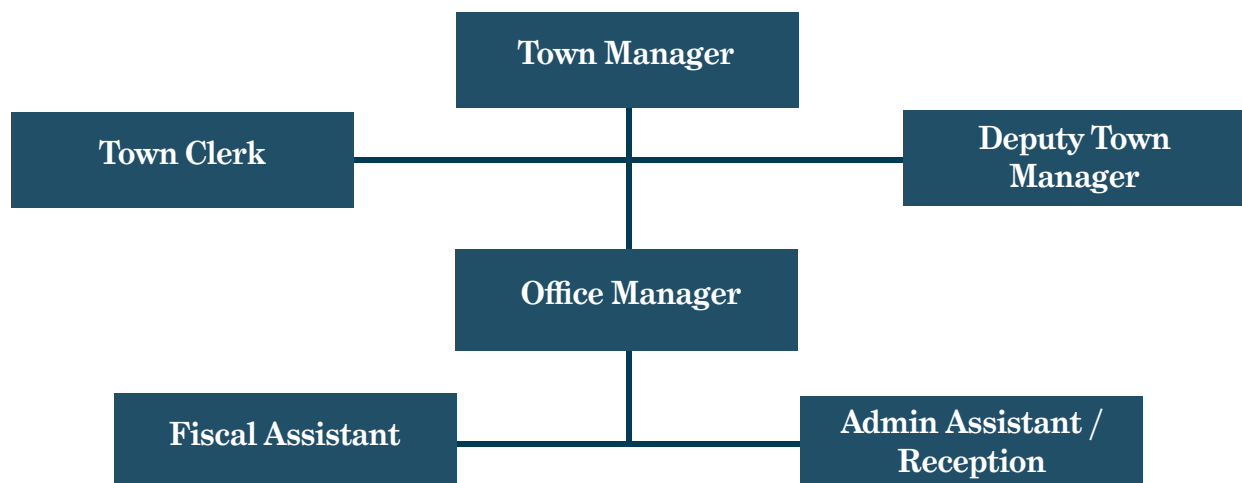 Town Manager
Town Clerk
Deputy Town
Manager
Office Manager
Fiscal Assistant
Admin Assistant /
Reception